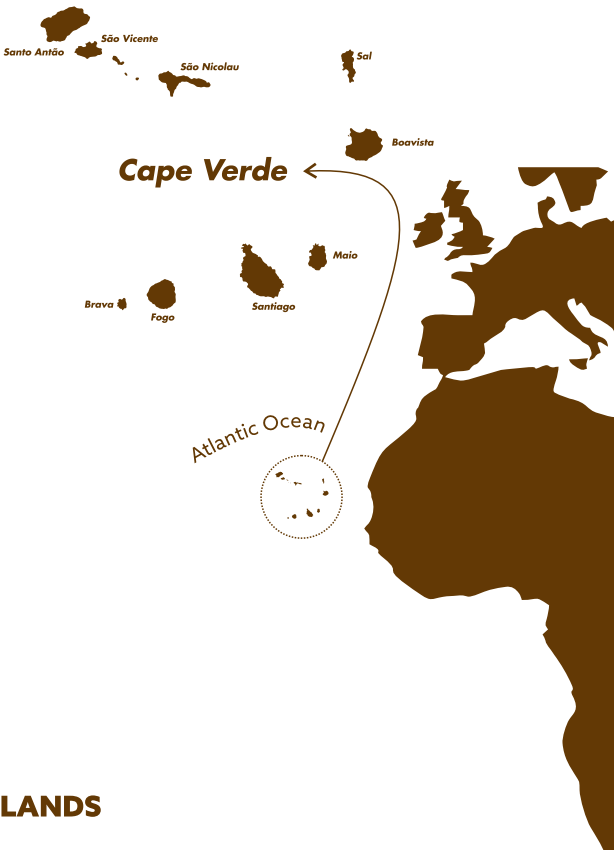 São Vicente
Santo Antão
São Nicolau
Sal
Boavista
Cape Verde
Maio
Brava
Fogo
Santiago
Atlantic Ocean
LANDS